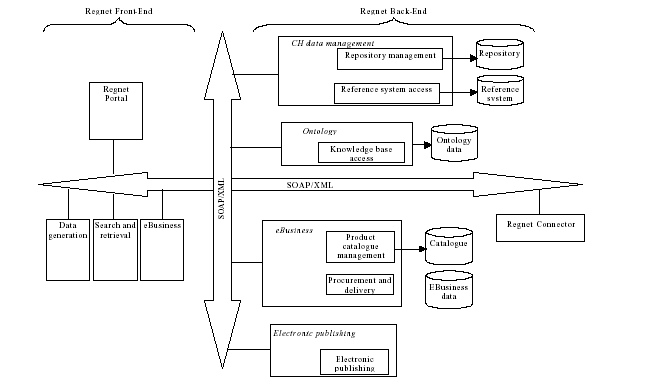 Regnet Front-End
Regnet Back-End
CH data management
Repository management
Repository
Reference system access
Reference
system
Regnet
Portal
Ontology
Knowledge base
access
Ontology
data
SOAP/XML
SOAP/XML
Data
generation
Search and
retrieval
eBusiness
Regnet Connector
eBusiness
Product
catalogue
management
Catalogue
Procurement and
delivery
EBusiness
data
Electronic publishing
Electronic
publishing